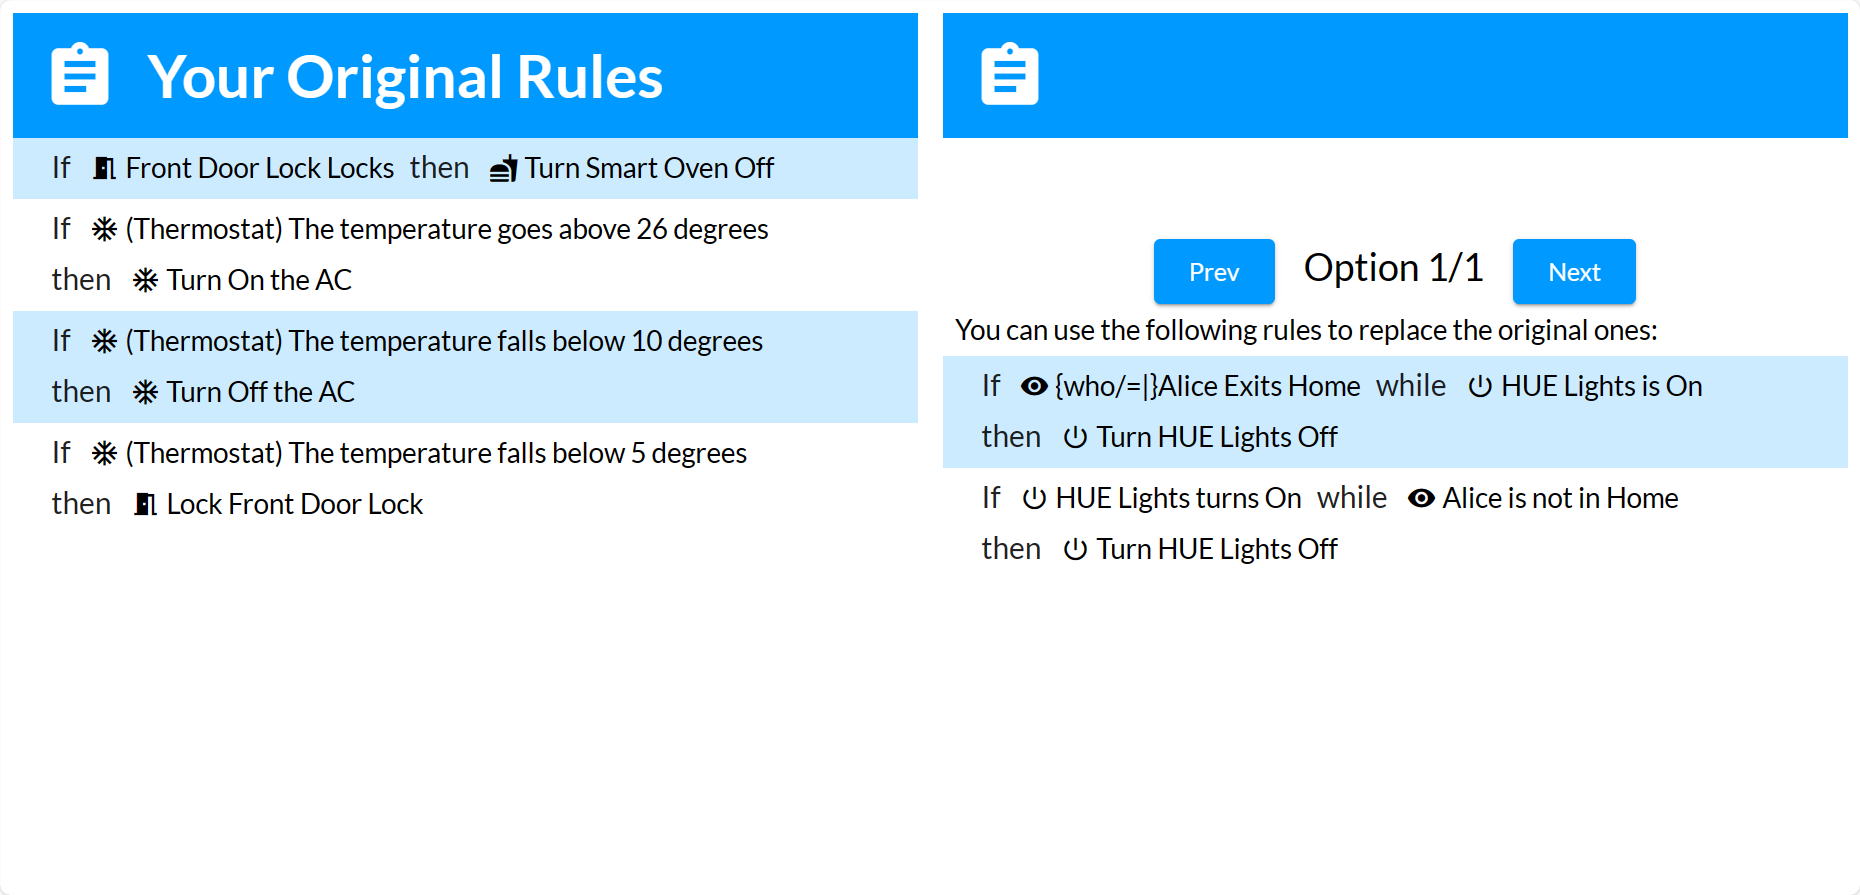 Your Original Rules
If Front Door Lock Locks then Turn Smart Oven Off
If (Thermostat) The temperature goes above 26 degrees
then Turn On the AC
If (Thermostat) The temperature falls below 10 degrees
then Turn Off the AC
If (Thermostat) The temperature falls below 5 degrees
then Lock Front Door Lock
Prev Option 1/1 Next
You can use the following rules to replace the original ones:
If {who/=|}Alice Exits Home while HUE Lights is On
then Turn HUE Lights Off
If HUE Lights turns On while Alice is not in Home
then Turn HUE Lights Off